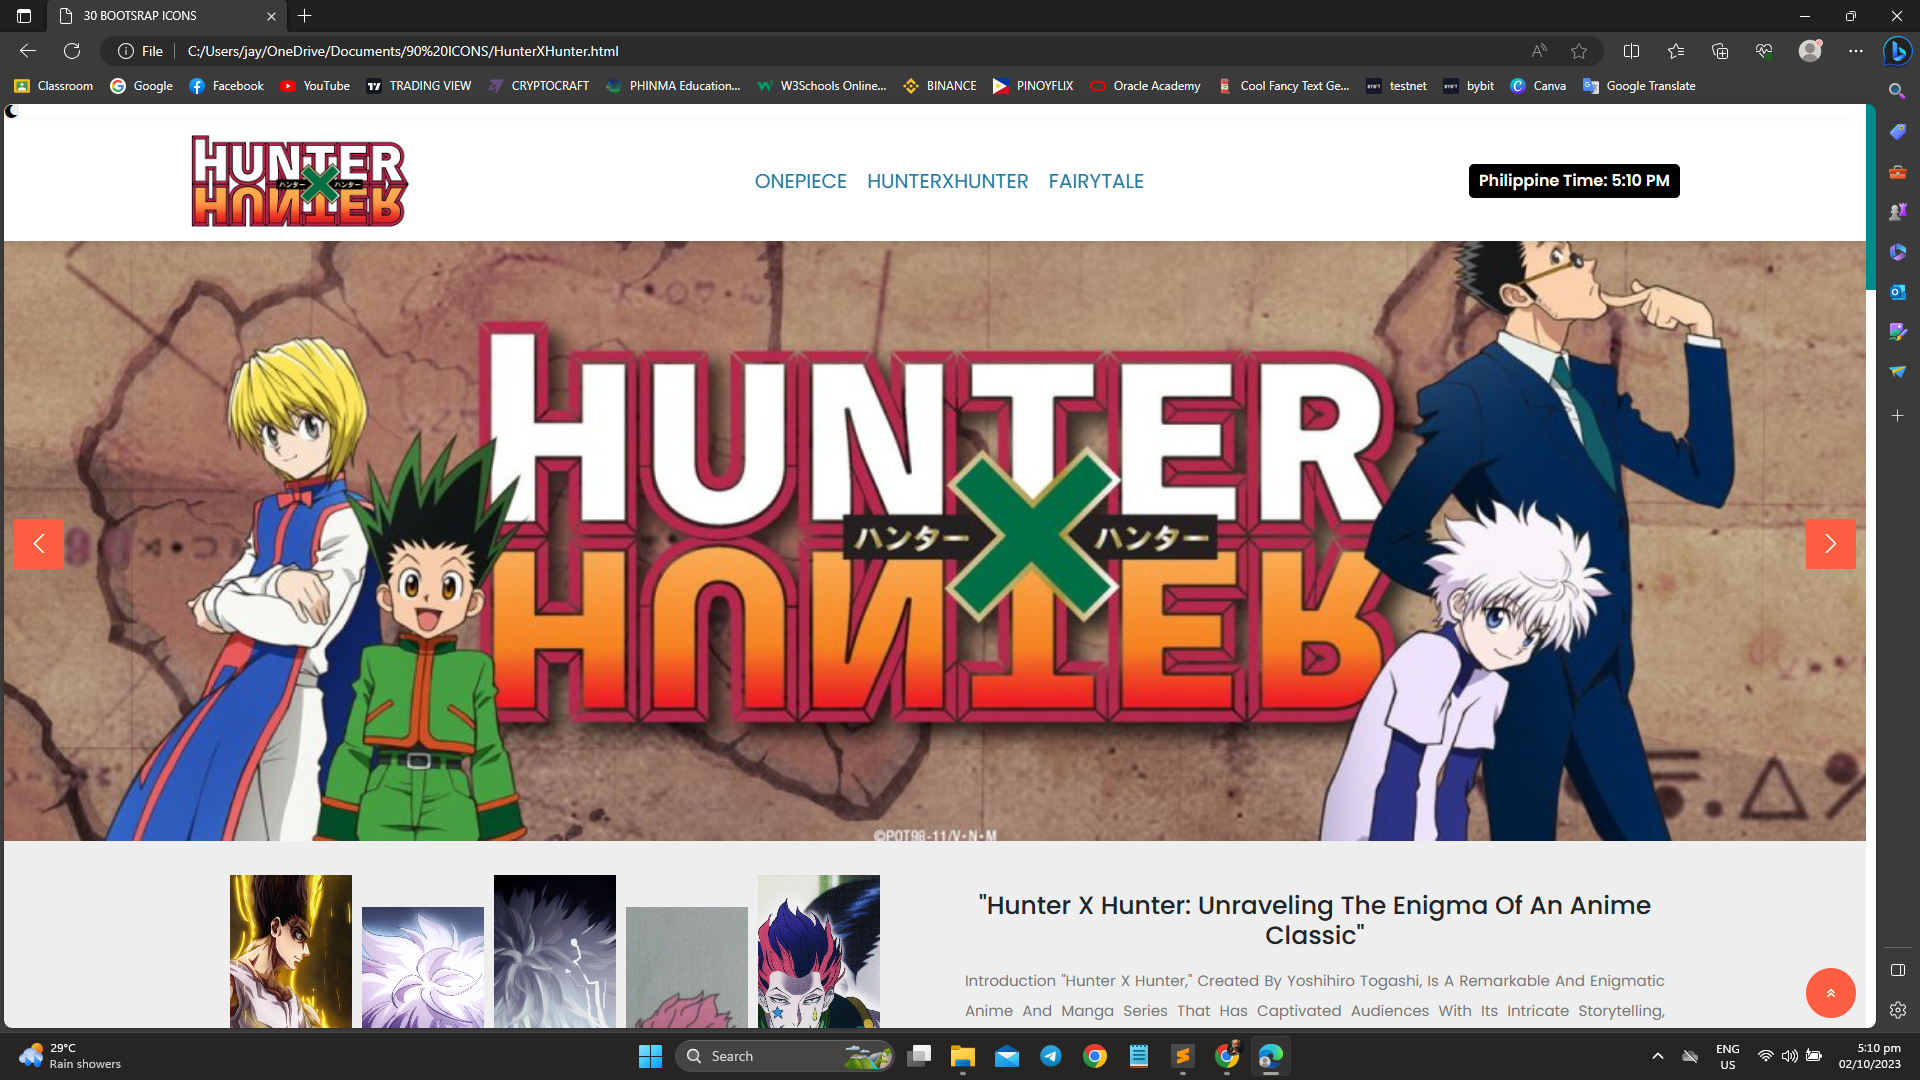 30 BOOTSRAP ICONS
File
C:/Users/jay/OneDrive/Documents/90%20ICONS/HunterXHunter.html
Classroom
Google
Facebook
YouTube
TRADING VIEW
CRYPTOCRAFT
PHINMA Education...
W3Schools Online...
BINANCE
PINOYFLIX
Oracle Academy
Cool Fancy Text Ge...
testnet
bybit
Canva
Google Translate
HUNTER
ハンター X ハンター
HUNTER
ONEPIECE HUNTERXHUNTER FAIRYTALE
Philippine Time: 5:10 PM
HUNTER
ハンター X ハンター
HUNTER
©POT98-11/V・N・M
"Hunter X Hunter: Unraveling The Enigma Of An Anime
Classic"
Introduction "Hunter X Hunter," Created By Yoshihiro Togashi, Is A Remarkable And Enigmatic
Anime And Manga Series That Has Captivated Audiences With Its Intricate Storytelling,
29°C
Rain showers
Search
ENG
US
5:10 pm
02/10/2023